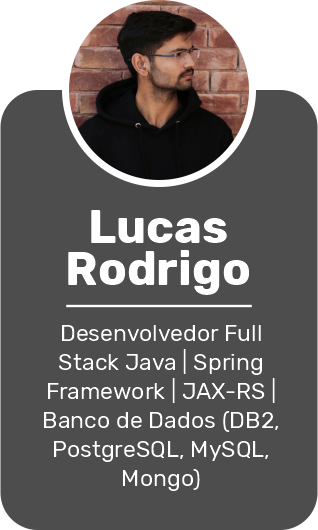 Lucas
Rodrigo
Desenvolvedor Full
Stack Java | Spring
Framework | JAX-RS |
Banco de Dados (DB2,
PostgreSQL, MySQL,
Mongo)